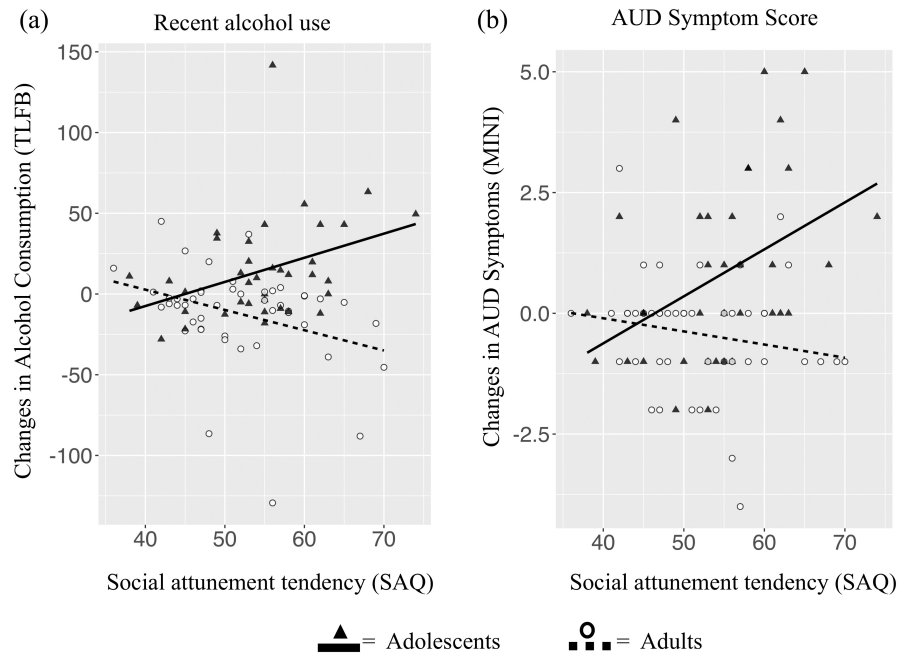 (a)
Recent alcohol use
Changes in Alcohol Consumption (TLFB)
150
100
50
0
-50
-100
40 50 60 70
Social attunement tendency (SAQ)
(b)
AUD Symptom Score
Changes in AUD Symptoms (MINI)
5.0
2.5
0.0
-2.5
40 50 60 70
Social attunement tendency (SAQ)
= Adolescents
= Adults